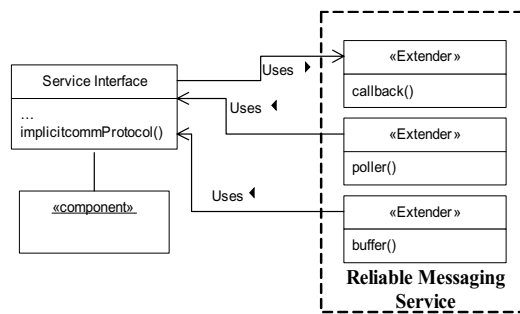 Service Interface
...
implicitcommProtocol()
«component»
Uses
Uses
Uses
«Extender»
callback()
«Extender»
poller()
«Extender»
buffer()
Reliable Messaging
Service